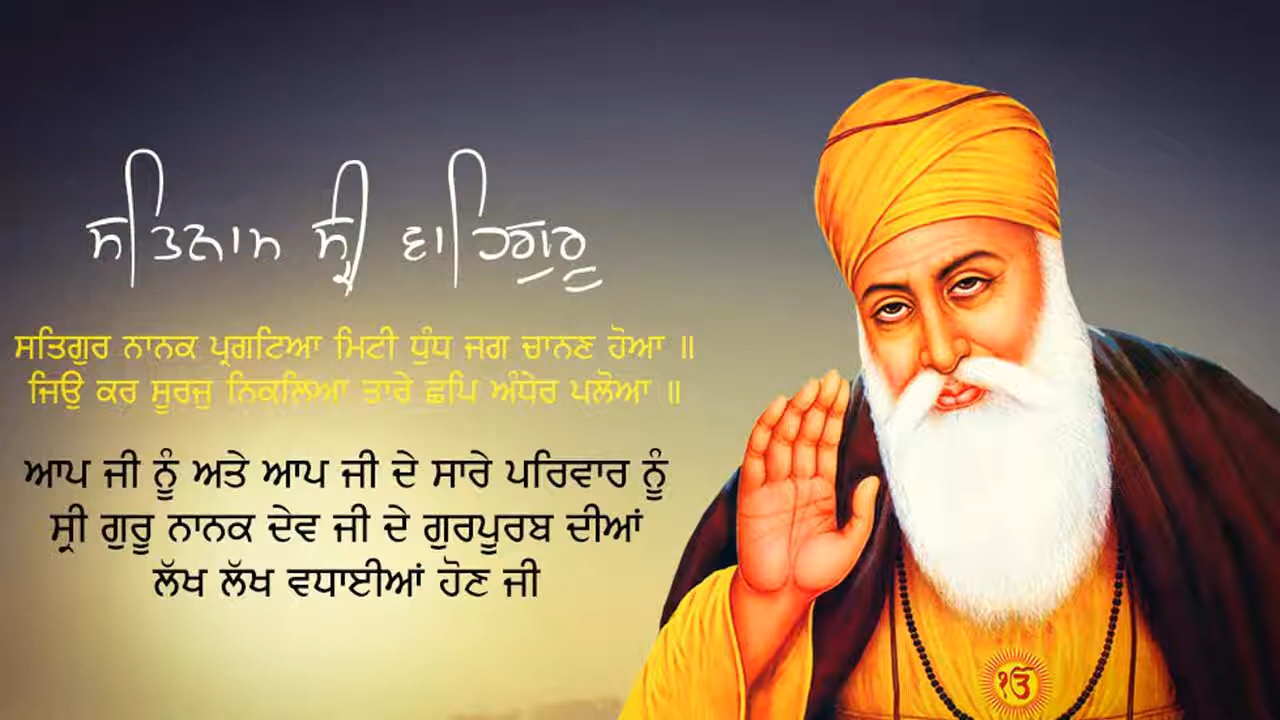 ਸਤਿਨਾਮ ਸ੍ਰੀ ਵਾਹਿਗੁਰੂ
ਸਤਿਗੁਰ ਨਾਨਕ ਪ੍ਰਗਟਿਆ ਮਿਟੀ ਧੁੰਧ ਜਗ ਚਾਨਣ ਹੋਆ ॥
ਜਿਉ ਕਰ ਸੂਰਜੁ ਨਿਕਲਿਆ ਤਾਰੇ ਛਪਿ ਅੰਧੇਰ ਪਲੋਆ ॥
ਆਪ ਜੀ ਨੂੰ ਅਤੇ ਆਪ ਜੀ ਦੇ ਸਾਰੇ ਪਰਿਵਾਰ ਨੂੰ
ਸ੍ਰੀ ਗੁਰੂ ਨਾਨਕ ਦੇਵ ਜੀ ਦੇ ਗੁਰਪੂਰਬ ਦੀਆਂ
ਲੱਖ ਲੱਖ ਵਧਾਈਆਂ ਹੋਣ ਜੀ
ੴ